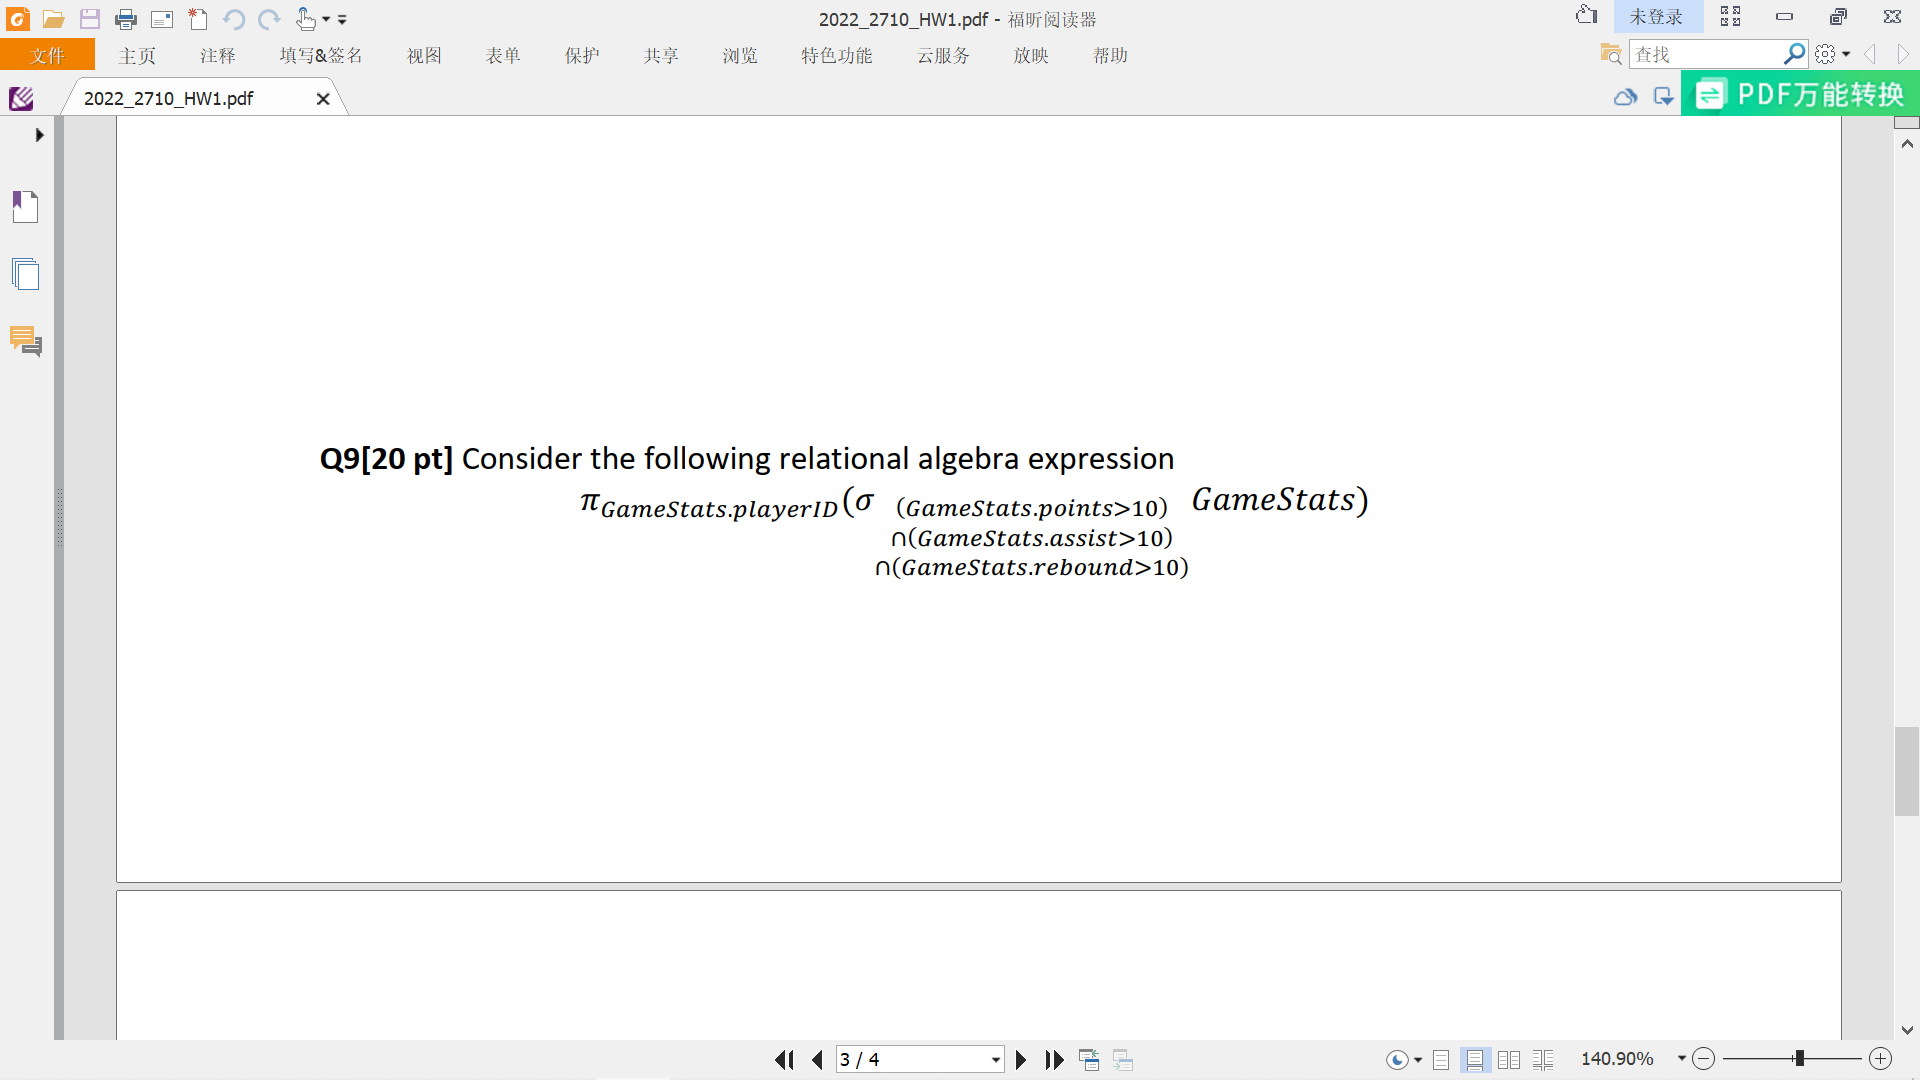 2022_2710_HW1.pdf - 福昕阅读器
未登录
文件 主页 注释 填写&签名 视图 表单 保护 共享 浏览 特色功能 云服务 放映 帮助
查找
2022_2710_HW1.pdf
PDF万能转换
Q9[20 pt] Consider the following relational algebra expression
π_GameStats.playerID(σ (GameStats.points>10) GameStats)
∩(GameStats.assist>10)
∩(GameStats.rebound>10)
3 / 4
140.90%